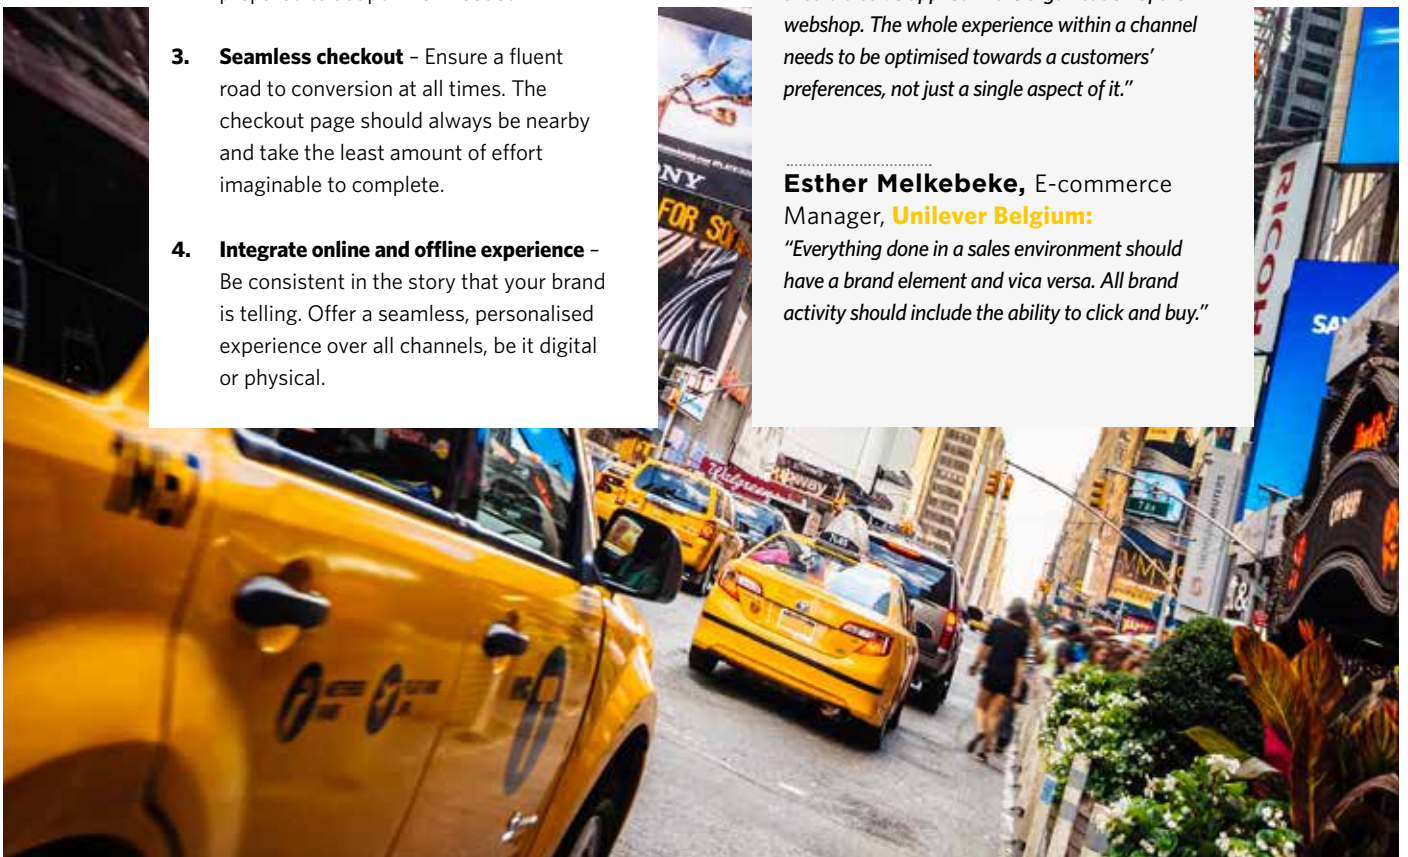 3. Seamless checkout – Ensure a fluent
road to conversion at all times. The
checkout page should always be nearby
and take the least amount of effort
imaginable to complete.
4. Integrate online and offline experience –
Be consistent in the story that your brand
is telling. Offer a seamless, personalised
experience over all channels, be it digital
or physical.
webshop. The whole experience within a channel
needs to be optimised towards a customers’
preferences, not just a single aspect of it.”
Esther Melkebeke, E-commerce
Manager, Unilever Belgium:
“Everything done in a sales environment should
have a brand element and vica versa. All brand
activity should include the ability to click and buy.”
NY
FOR SO
RICOH
SA
Walgreens